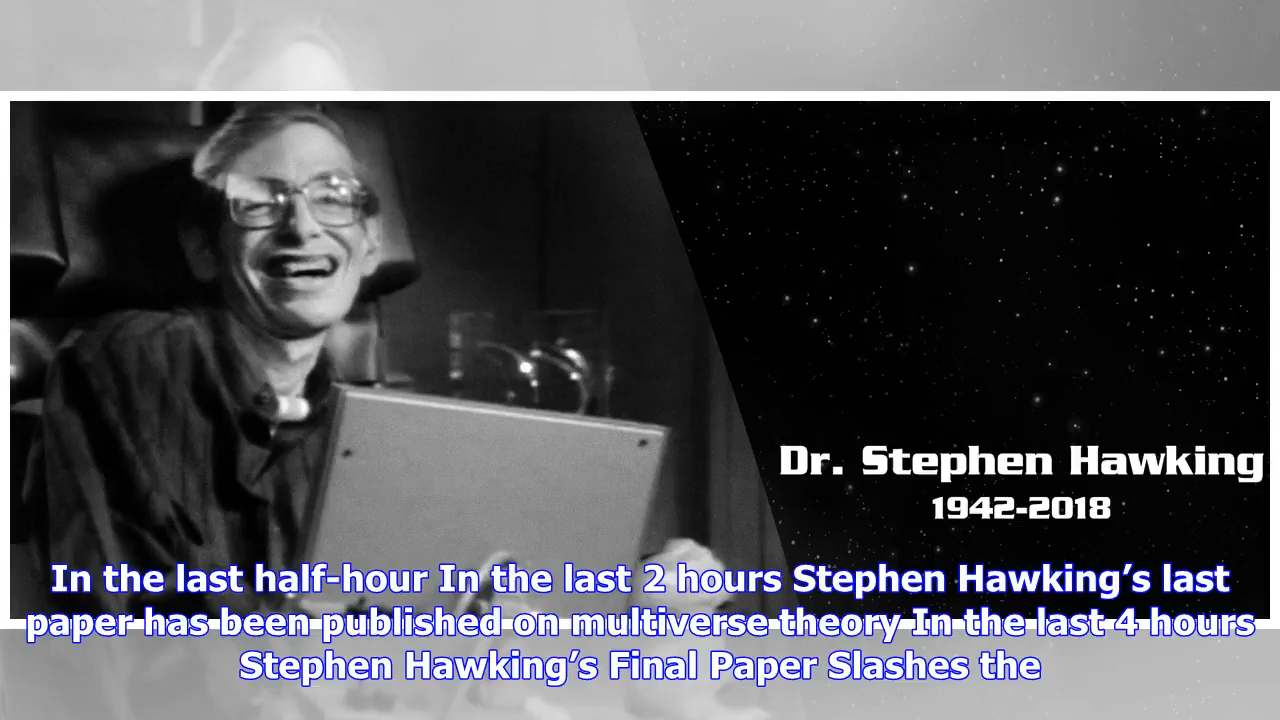 Dr. Stephen Hawking
1942-2018
In the last half-hour In the last 2 hours Stephen Hawking’s last
paper has been published on multiverse theory In the last 4 hours
Stephen Hawking’s Final Paper Slashes the